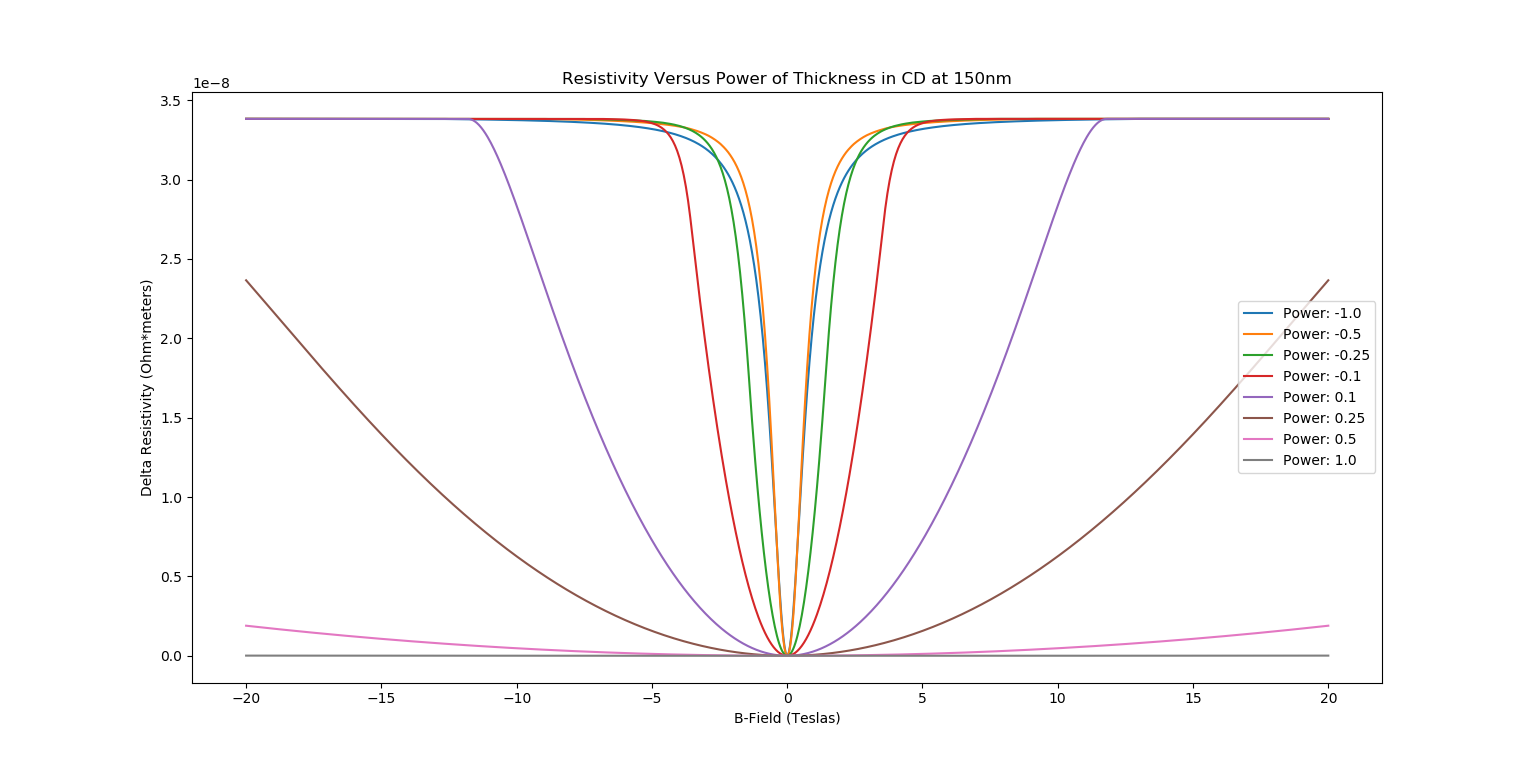 Resistivity Versus Power of Thickness in CD at 150nm
1e−8
3.5
3.0
2.5
2.0
1.5
1.0
0.5
0.0
Delta Resistivity (Ohm*meters)
Power: -1.0
Power: -0.5
Power: -0.25
Power: -0.1
Power: 0.1
Power: 0.25
Power: 0.5
Power: 1.0
−20 −15 −10 −5 0 5 10 15 20
B-Field (Teslas)